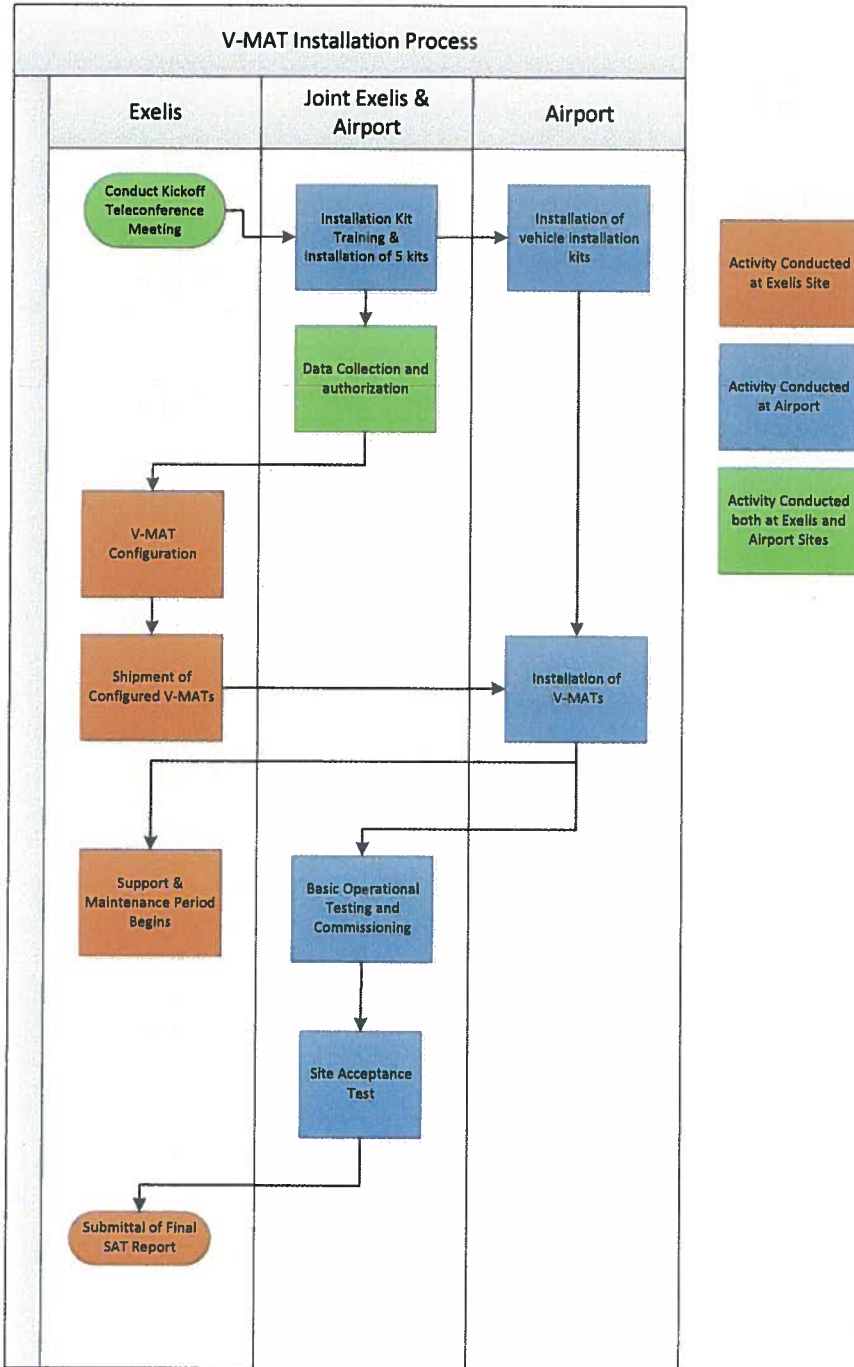 V-MAT Installation Process
Exelis
Joint Exelis &
Airport
Airport
Conduct Kickoff
Teleconference
Meeting
Installation Kit
Training &
Installation of 5 kits
Installation of
vehicle installation
kits
Activity Conducted
at Exelis Site
Data Collection and
authorization
Activity Conducted
at Airport
V-MAT
Configuration
Activity Conducted
both at Exelis and
Airport Sites
Shipment of
Configured V-MATs
Installation of
V-MATs
Support &
Maintenance Period
Begins
Basic Operational
Testing and
Commissioning
Site Acceptance
Test
Submittal of Final
SAT Report